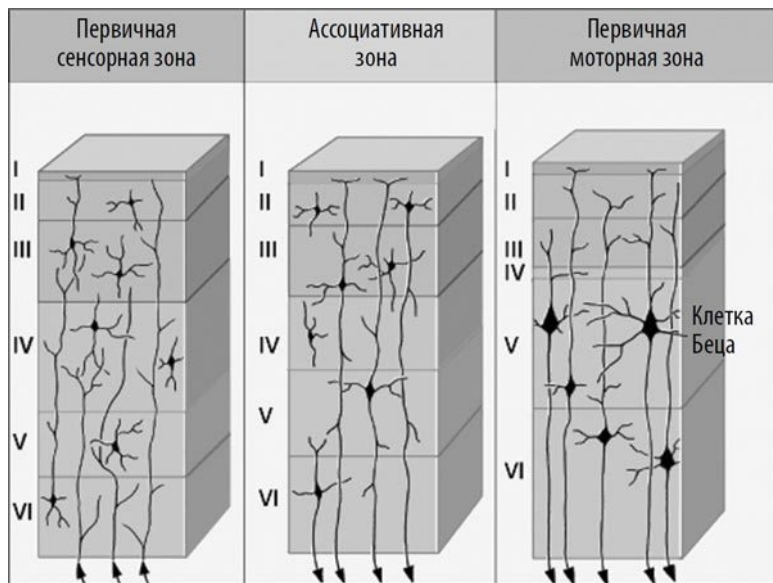 Первичная
сенсорная зона
Ассоциативная
зона
Первичная
моторная зона
I
II
III
IV
V
VI
I
II
III
IV
V
VI
I
II
III
IV
V
VI
Клетка
Беца